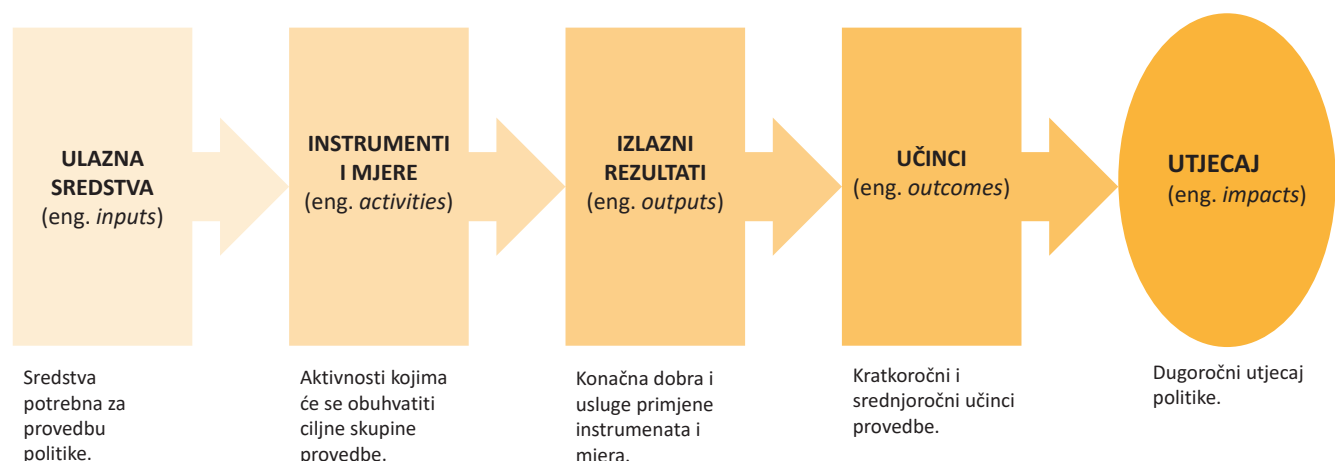 ULAZNA
SREDSTVA
(eng. inputs)
INSTRUMENTI
I MJERE
(eng. activities)
IZLAZNI
REZULTATI
(eng. outputs)
UČINCI
(eng. outcomes)
UTJECAJ
(eng. impacts)
Sredstva
potrebna za
provedbu
politike.
Aktivnosti kojima
će se obuhvatiti
ciljne skupine
provedbe.
Konačna dobra i
usluge primjene
instrumenata i
mjera.
Kratkoročni i
srednjoročni učinci
provedbe.
Dugoročni utjecaj
politike.